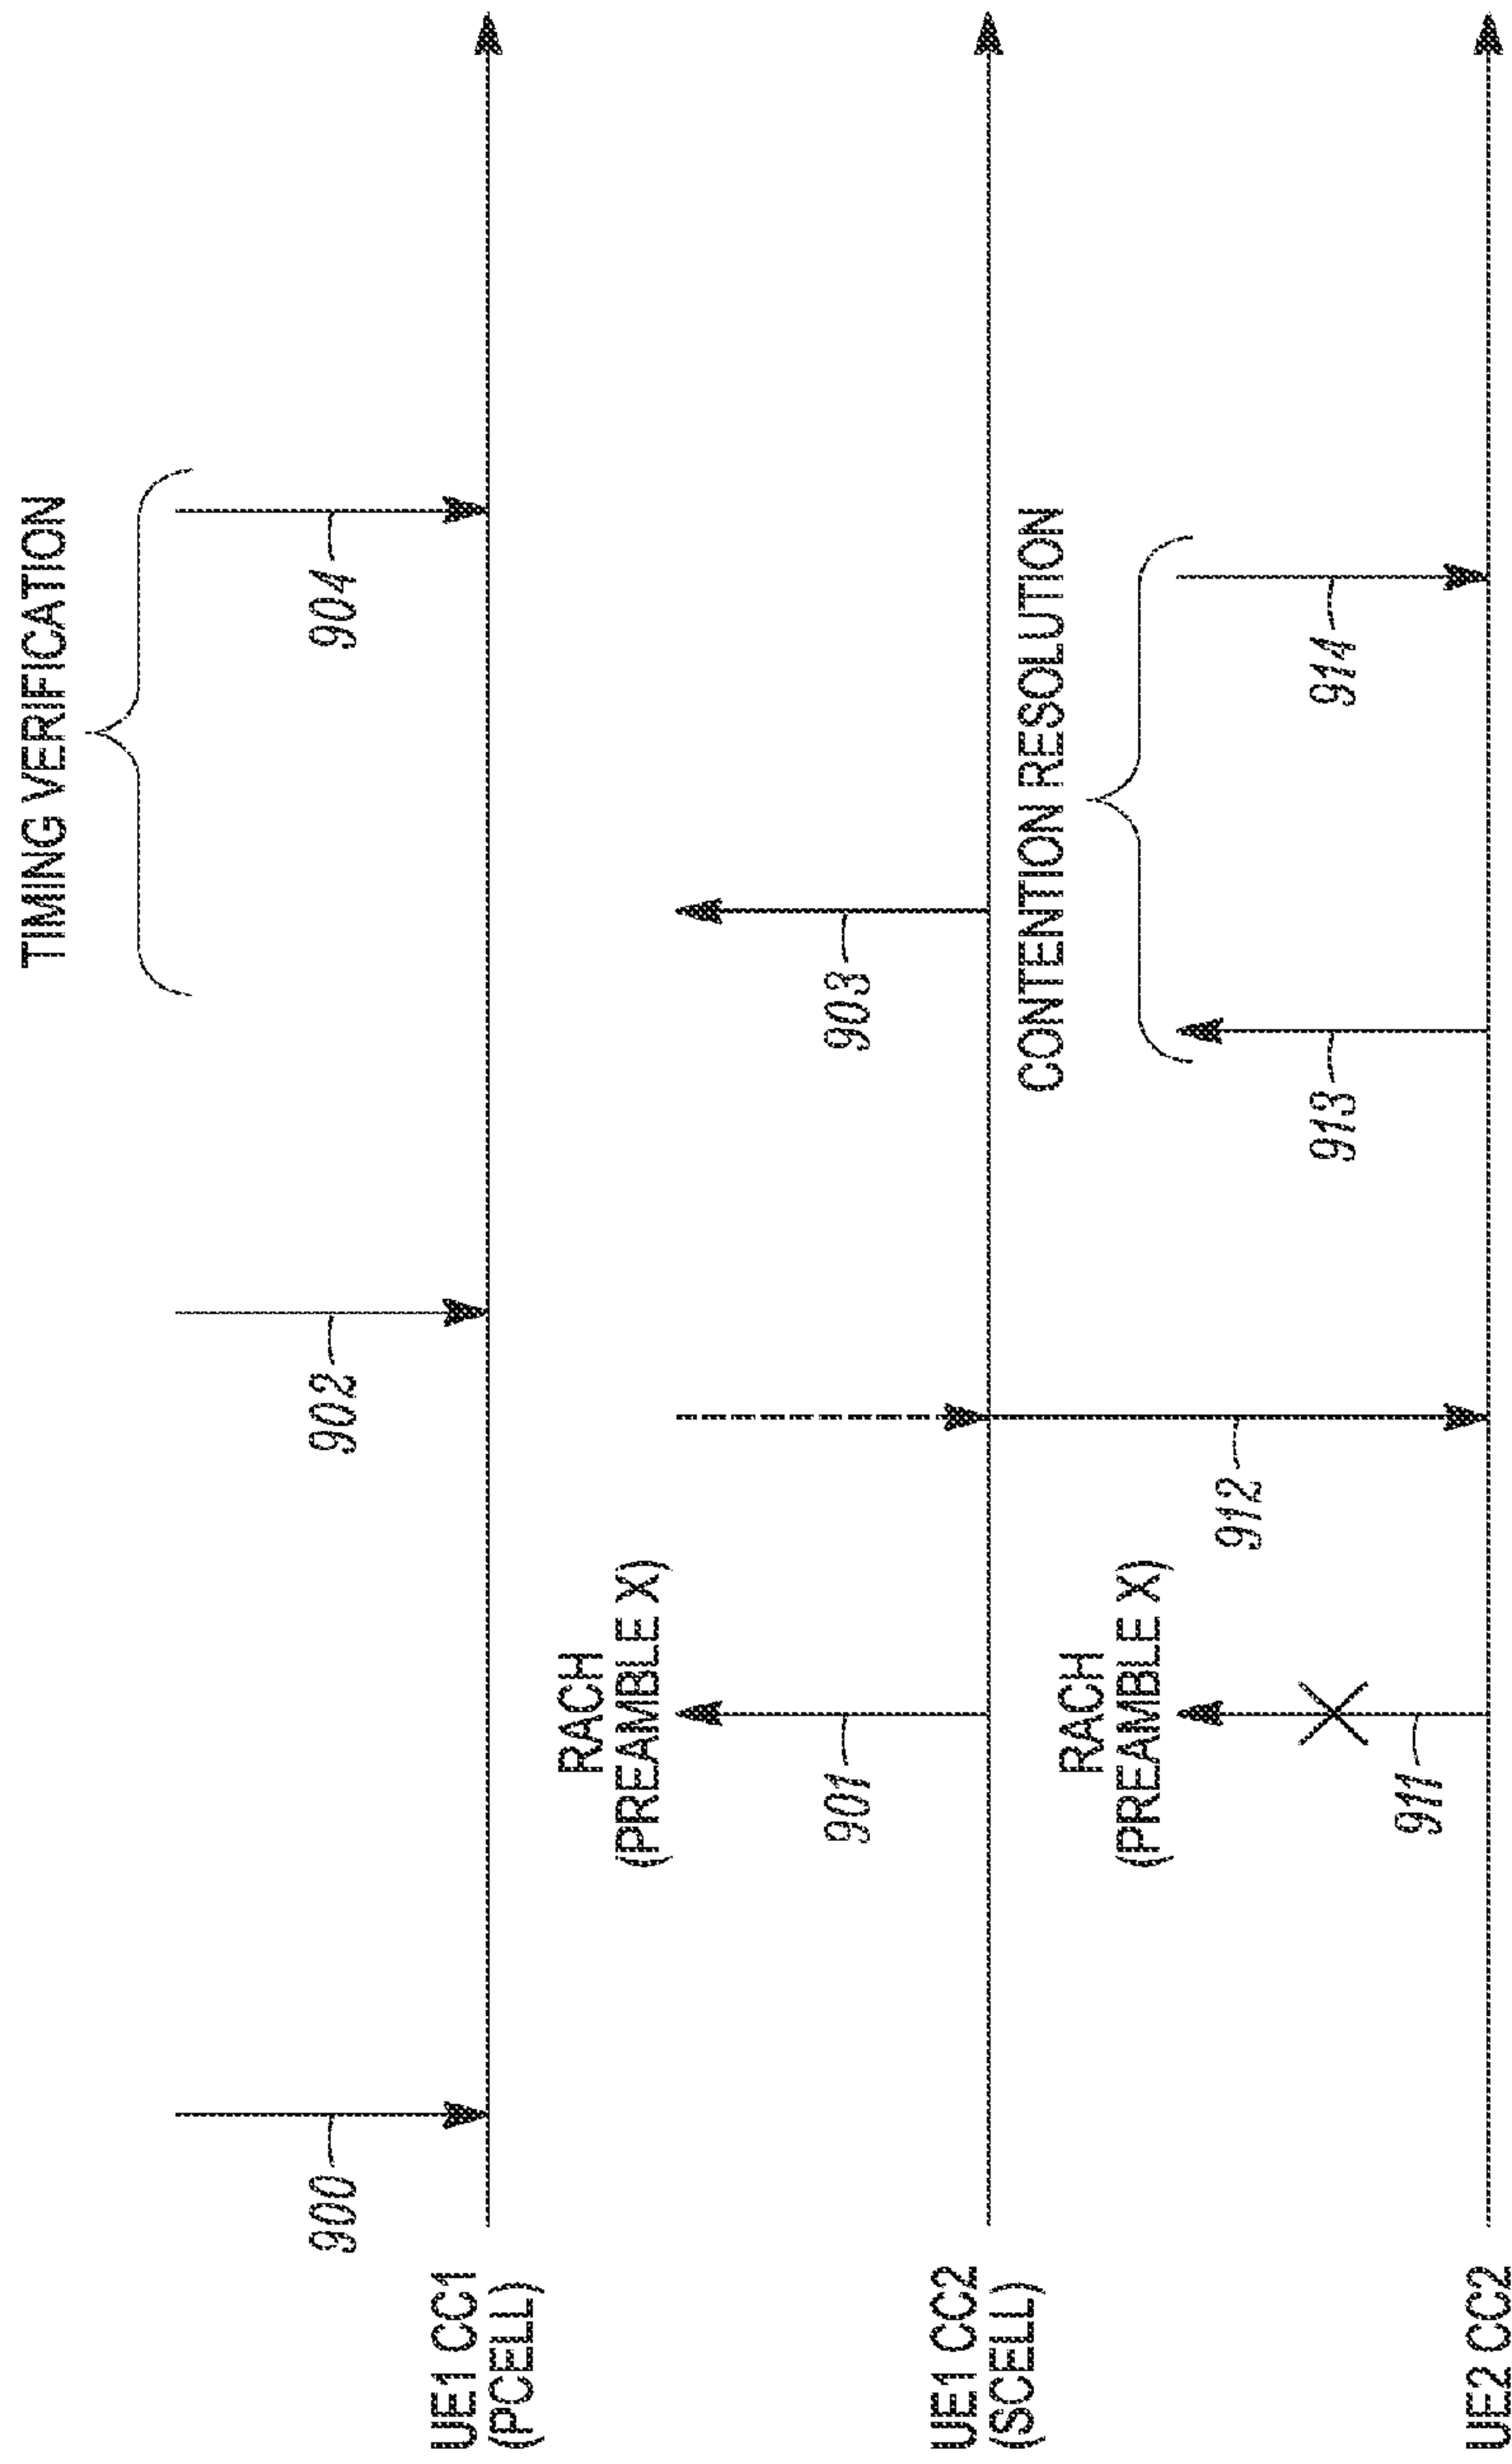 TIMING VERIFICATION
904
902
900
UE1 CC1
(PCELL)
RACH
(PREAMBLE X)
903
901
UE1 CC2
(SCELL)
CONTENTION RESOLUTION
914
913
912
RACH
(PREAMBLE X)
911
UE2 CC2